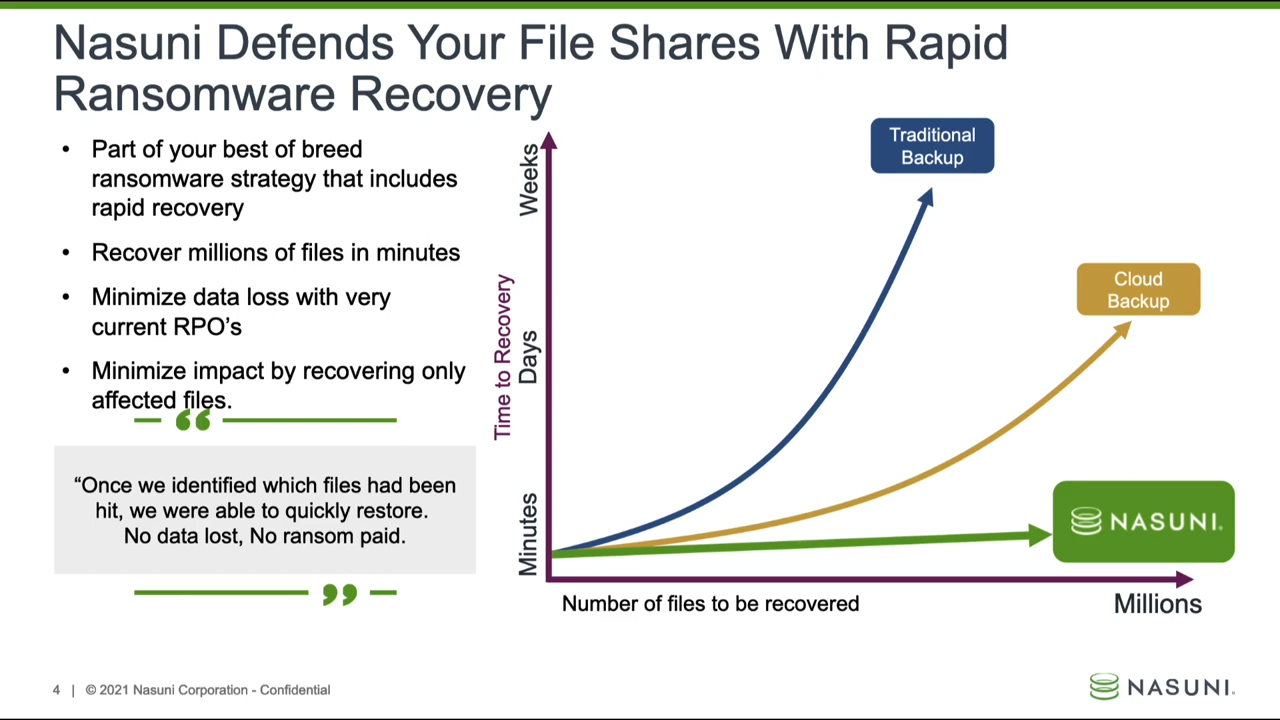 Nasuni Defends Your File Shares With Rapid
Ransomware Recovery
• Part of your best of breed
ransomware strategy that includes
rapid recovery
• Recover millions of files in minutes
• Minimize data loss with very
current RPO’s
• Minimize impact by recovering only
affected files.
“
“Once we identified which files had been
hit, we were able to quickly restore.
No data lost, No ransom paid.
”
Time to Recovery
Weeks
Days
Minutes
Traditional
Backup
Cloud
Backup
NASUNI.
Number of files to be recovered
Millions
4 | © 2021 Nasuni Corporation - Confidential
NASUNI.